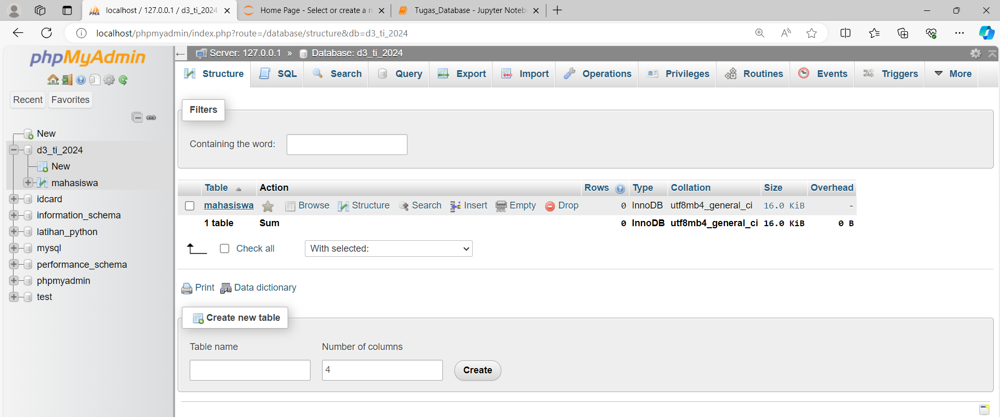 localhost / 127.0.0.1 / d3_ti_2024
Home Page - Select or create a n
Tugas_Database - Jupyter Noteb
localhost/phpmyadmin/index.php?route=/database/structure&db=d3_ti_2024
phpMyAdmin
Recent Favorites
New
d3_ti_2024
New
mahasiswa
idcard
information_schema
latihan_python
mysql
performance_schema
phpmyadmin
test
Server: 127.0.0.1 » Database: d3_ti_2024
Structure SQL Search Query Export Import Operations Privileges Routines Events Triggers More
Filters
Containing the word:
Table Action Rows Type Collation Size Overhead
mahasiswa Browse Structure Search Insert Empty Drop 0 InnoDB utf8mb4_general_ci 16.0 KiB -
1 table Sum 0 InnoDB utf8mb4_general_ci 16.0 KiB 0 B
Check all With selected:
Print Data dictionary
Create new table
Table name Number of columns
4 Create